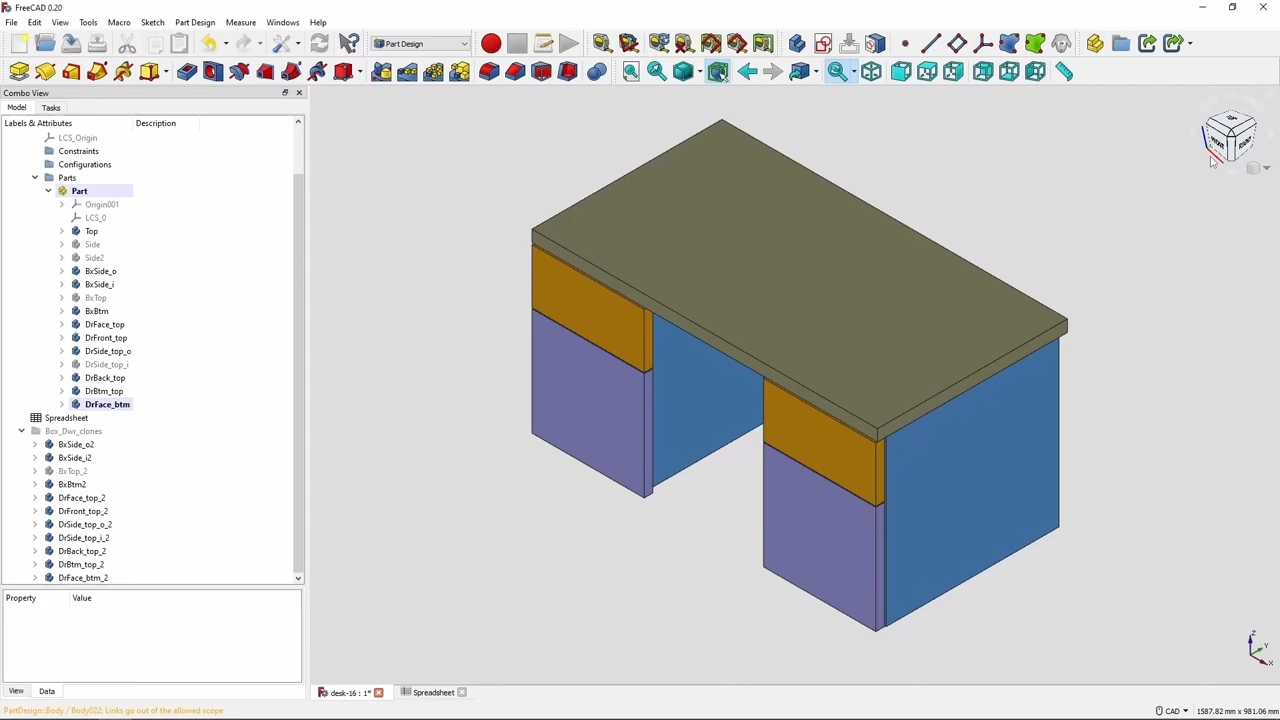 FreeCAD 0.20
File Edit View Tools Macro Sketch Part Design Measure Windows Help
Part Design
Combo View
Model Tasks
Labels & Attributes Description
LCS_Origin
Constraints
Configurations
Parts
Part
Origin001
LCS_0
Top
Side
Side2
BxSide_o
BxSide_i
BxTop
BxBtm
DrFace_top
DrFront_top
DrSide_top_o
DrSide_top_i
DrBack_top
DrBtm_top
DrFace_btm
Spreadsheet
Box_Dwr_clones
BxSide_o2
BxSide_i2
BxTop_2
BxBtm2
DrFace_top_2
DrFront_top_2
DrSide_top_o_2
DrSide_top_i_2
DrBack_top_2
DrBtm_top_2
DrFace_btm_2
Property Value
View Data
desk-16 : 1* Spreadsheet
PartDesign::Body / Body022: Links go out of the allowed scope
CAD 1587.82 mm x 981.06 mm